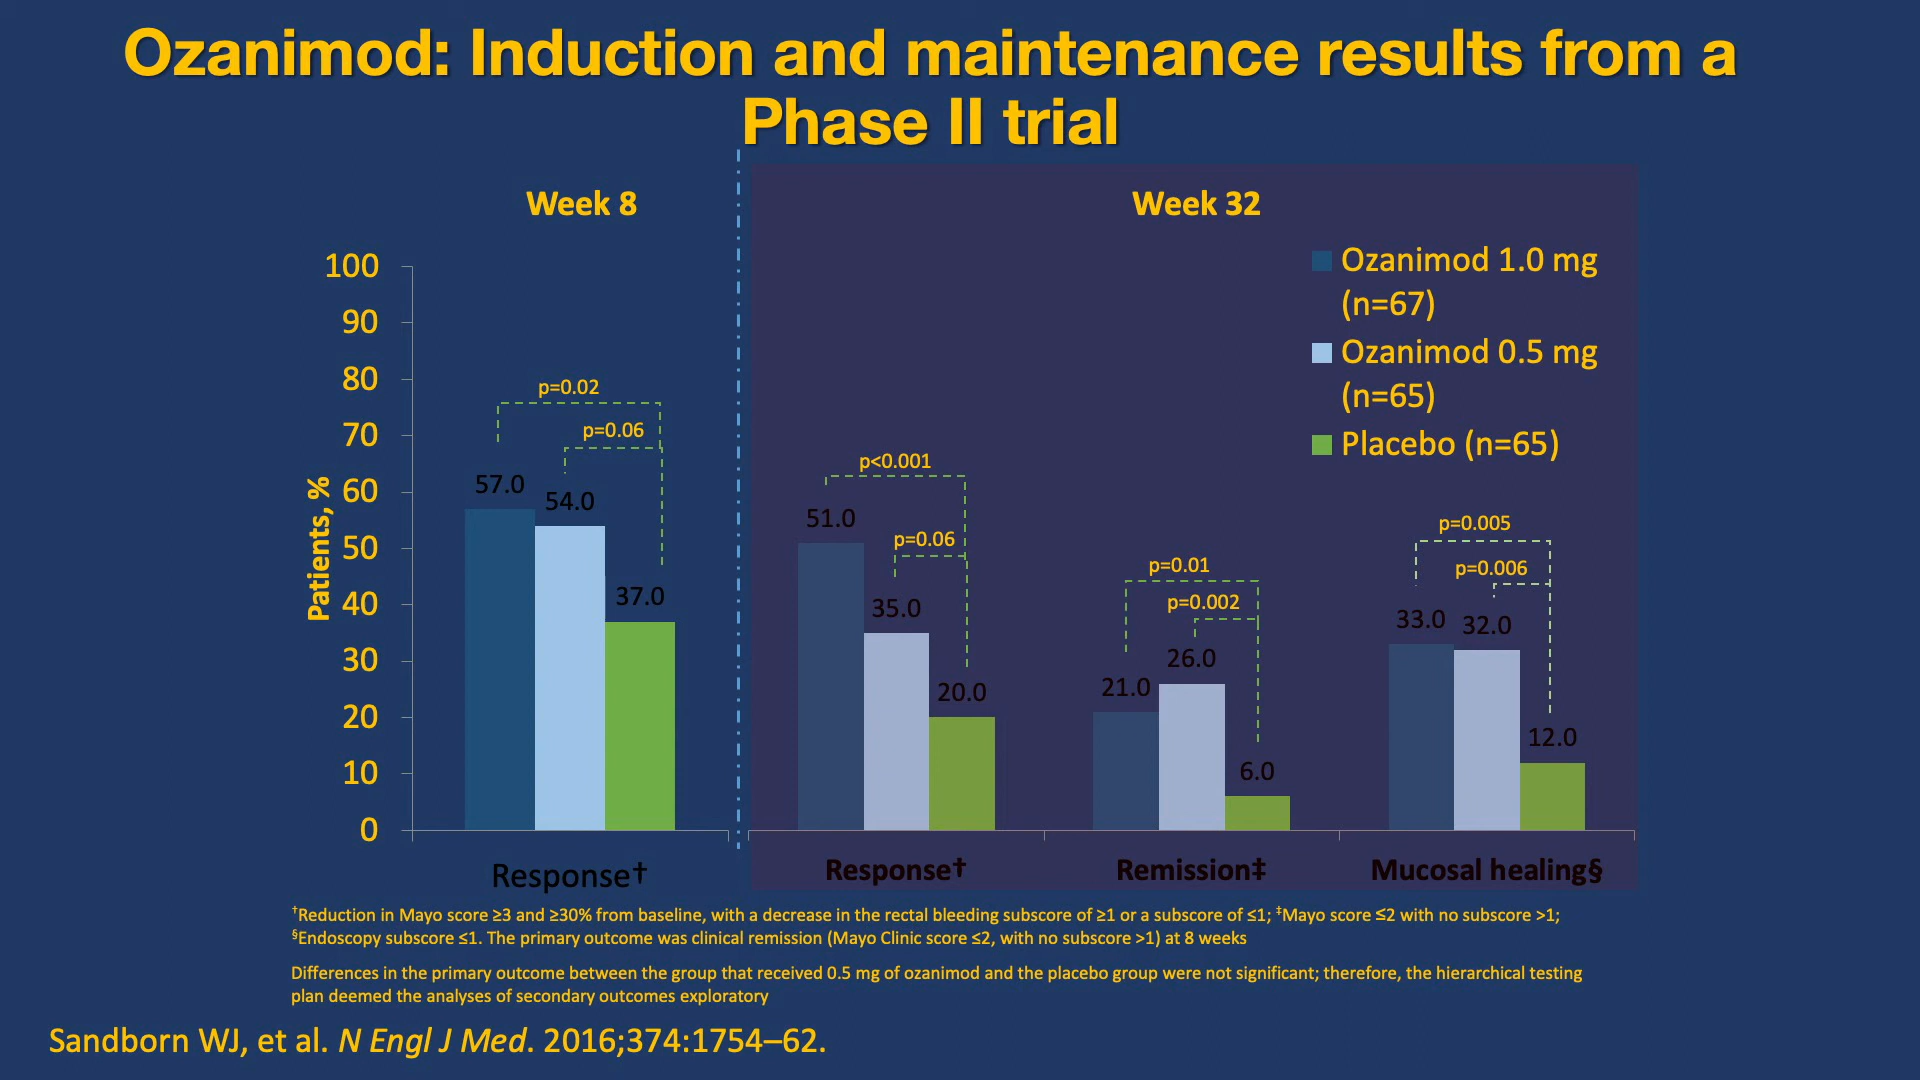 Ozanimod: Induction and maintenance results from a
Phase II trial
Week 8
Week 32
Patients, %
100
90
80
70
60
50
40
30
20
10
0
Ozanimod 1.0 mg
(n=67)
Ozanimod 0.5 mg
(n=65)
Placebo (n=65)
p=0.02
p=0.06
57.0
54.0
37.0
p<0.001
p=0.06
51.0
35.0
20.0
p=0.01
p=0.002
21.0
26.0
6.0
p=0.005
p=0.006
33.0
32.0
12.0
Response†
Response†
Remission‡
Mucosal healing§
†Reduction in Mayo score ≥3 and ≥30% from baseline, with a decrease in the rectal bleeding subscore of ≥1 or a subscore of ≤1; ‡Mayo score ≤2 with no subscore >1;
§Endoscopy subscore ≤1. The primary outcome was clinical remission (Mayo Clinic score ≤2, with no subscore >1) at 8 weeks
Differences in the primary outcome between the group that received 0.5 mg of ozanimod and the placebo group were not significant; therefore, the hierarchical testing
plan deemed the analyses of secondary outcomes exploratory
Sandborn WJ, et al. N Engl J Med. 2016;374:1754–62.